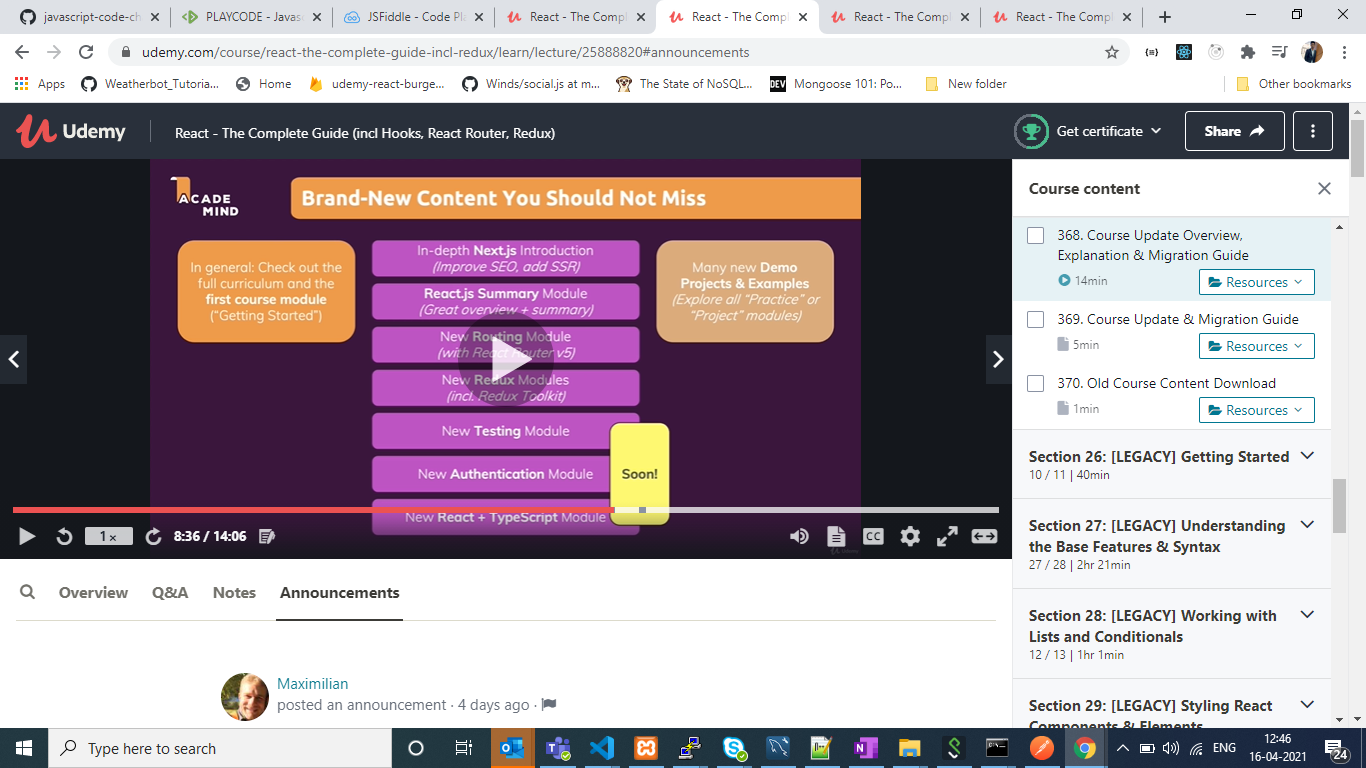 javascript-code-ch
PLAYCODE - Javas
JSFiddle - Code Pla
React - The Compl
React - The Compl
React - The Compl
React - The Compl
udemy.com/course/react-the-complete-guide-incl-redux/learn/lecture/25888820#announcements
Apps
Weatherbot_Tutoria...
Home
udemy-react-burge...
Winds/social.js at m...
The State of NoSQL...
DEV
Mongoose 101: Po...
New folder
Other bookmarks
Udemy
React - The Complete Guide (incl Hooks, React Router, Redux)
Get certificate
Share
ACADE
MIND
Brand-New Content You Should Not Miss
In general: Check out the
full curriculum and the
first course module
("Getting Started")
In-depth Next.js Introduction
(Improve SEO, add SSR)
React.js Summary Module
(Great overview + summary)
New Routing Module
(with React Router v5)
New Redux Modules
(incl. Redux Toolkit)
New Testing Module
New Authentication Module
New React + TypeScript Module
Soon!
Many new Demo
Projects & Examples
(Explore all "Practice" or
"Project" modules)
1x
8:36 / 14:06
CC
Overview
Q&A
Notes
Announcements
Maximilian
posted an announcement · 4 days ago ·
Course content
368. Course Update Overview,
Explanation & Migration Guide
14min
Resources
369. Course Update & Migration Guide
5min
Resources
370. Old Course Content Download
1min
Resources
Section 26: [LEGACY] Getting Started
10 / 11 | 40min
Section 27: [LEGACY] Understanding
the Base Features & Syntax
27 / 28 | 2hr 21min
Section 28: [LEGACY] Working with
Lists and Conditionals
12 / 13 | 1hr 1min
Section 29: [LEGACY] Styling React
Components & Elements
Type here to search
ENG
12:46
16-04-2021
24